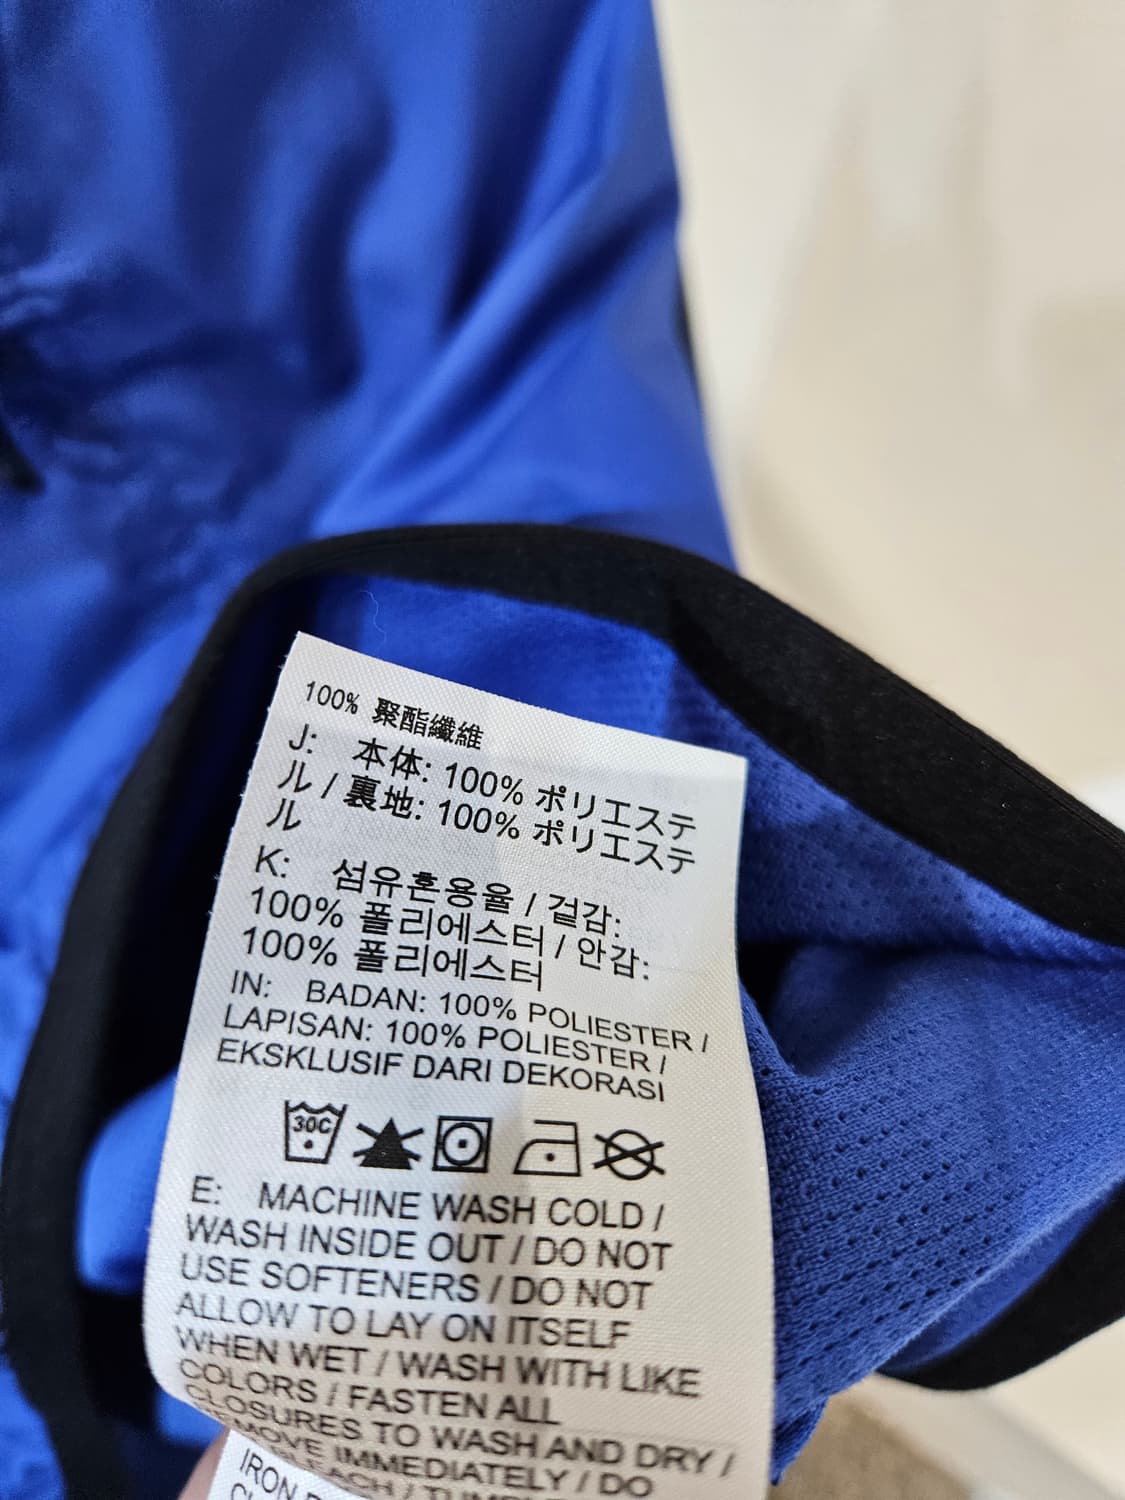 100% 聚酯纖維
J: 本体: 100% ポリエステ
ル / 裏地: 100% ポリエステ
ル
K: 섬유혼용율 / 겉감:
100% 폴리에스터 / 안감:
100% 폴리에스터
IN: BADAN: 100% POLIESTER /
LAPISAN: 100% POLIESTER /
EKSKLUSIF DARI DEKORASI
30C
E: MACHINE WASH COLD /
WASH INSIDE OUT / DO NOT
USE SOFTENERS / DO NOT
ALLOW TO LAY ON ITSELF
WHEN WET / WASH WITH LIKE
COLORS / FASTEN ALL
CLOSURES TO WASH AND DRY /
REMOVE IMMEDIATELY / DO
BLEACH /
IRON